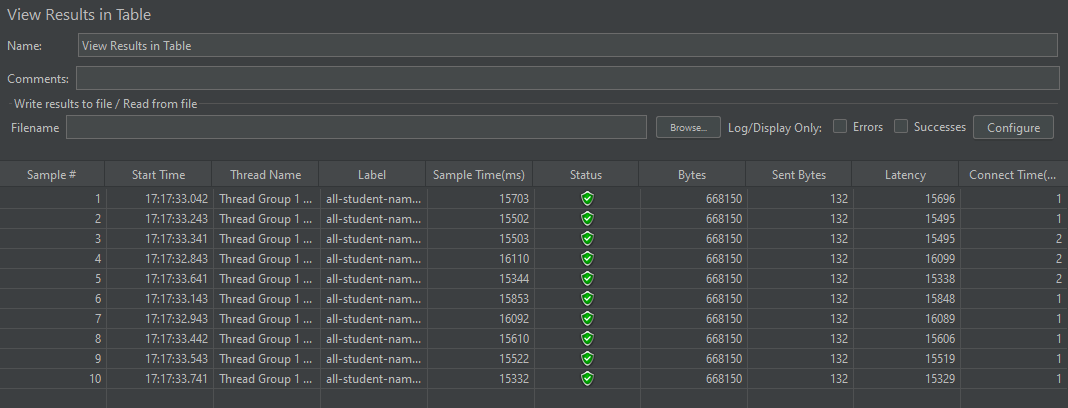 View Results in Table
Name: View Results in Table
Comments:
Write results to file / Read from file
Filename Browse... Log/Display Only: Errors Successes Configure
Sample # Start Time Thread Name Label Sample Time(ms) Status Bytes Sent Bytes Latency Connect Time(...
1 17:17:33.042 Thread Group 1 ... all-student-nam... 15703 668150 132 15696 1
2 17:17:33.243 Thread Group 1 ... all-student-nam... 15502 668150 132 15495 1
3 17:17:33.341 Thread Group 1 ... all-student-nam... 15503 668150 132 15495 2
4 17:17:32.843 Thread Group 1 ... all-student-nam... 16110 668150 132 16099 2
5 17:17:33.641 Thread Group 1 ... all-student-nam... 15344 668150 132 15338 2
6 17:17:33.143 Thread Group 1 ... all-student-nam... 15853 668150 132 15848 1
7 17:17:32.943 Thread Group 1 ... all-student-nam... 16092 668150 132 16089 1
8 17:17:33.442 Thread Group 1 ... all-student-nam... 15610 668150 132 15606 1
9 17:17:33.543 Thread Group 1 ... all-student-nam... 15522 668150 132 15519 1
10 17:17:33.741 Thread Group 1 ... all-student-nam... 15332 668150 132 15329 1